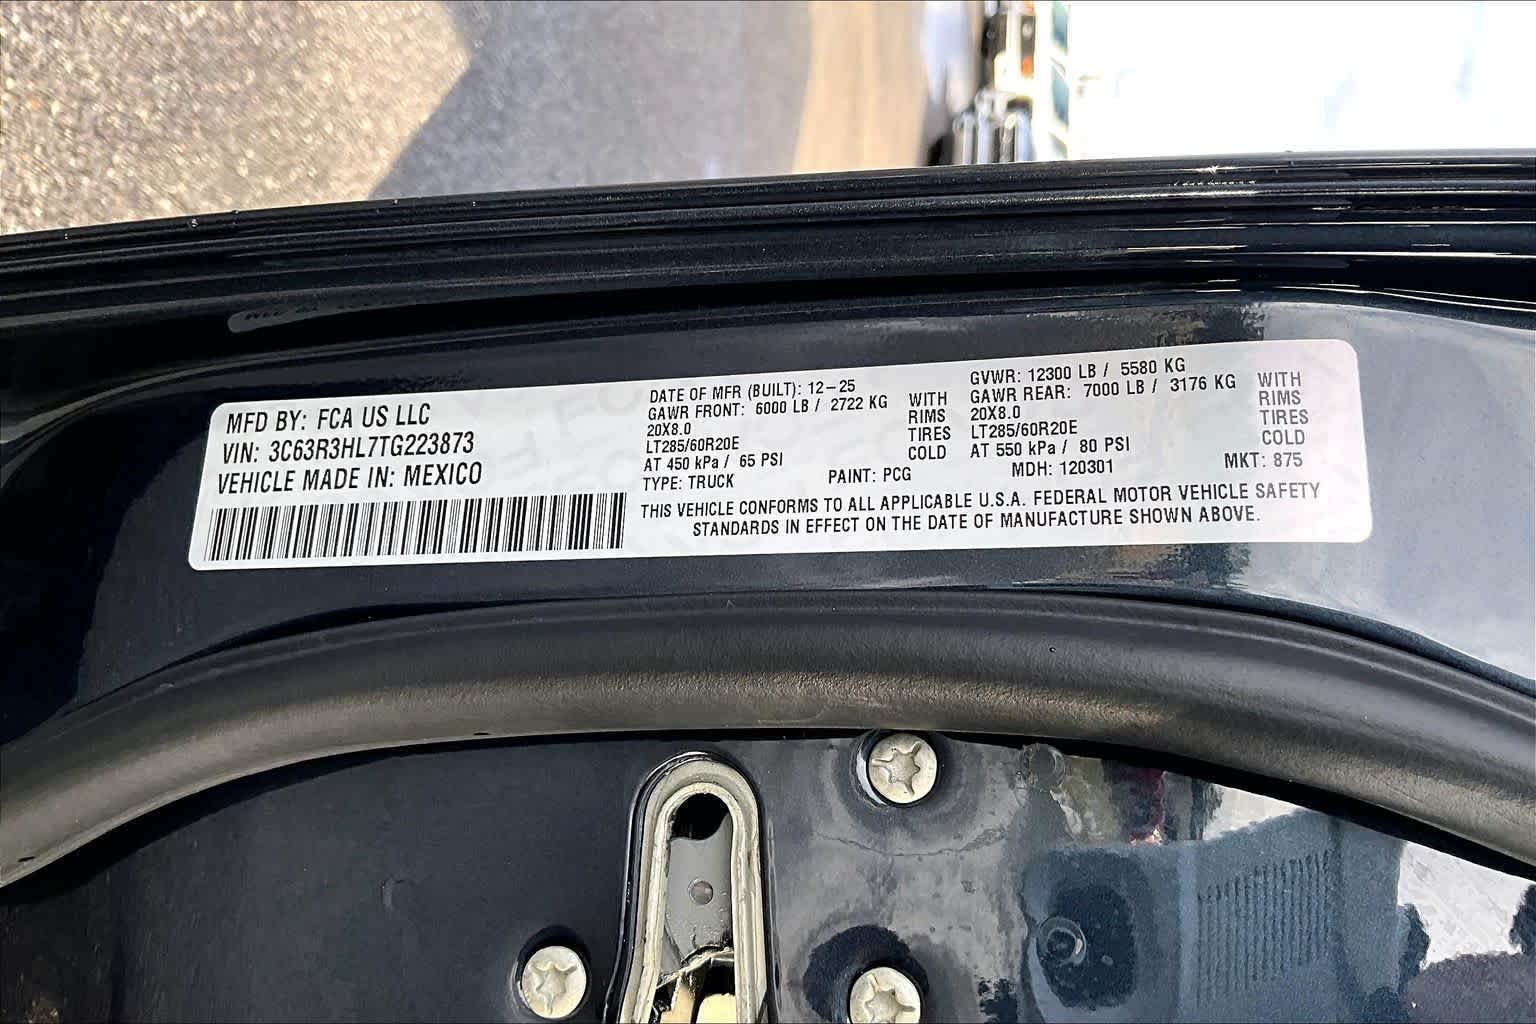 MFD BY: FCA US LLC
VIN: 3C63R3HL7TG223873
VEHICLE MADE IN: MEXICO
DATE OF MFR (BUILT): 12-25
GAWR FRONT: 6000 LB / 2722 KG
20X8.0
LT285/60R20E
AT 450 kPa / 65 PSI
WITH
RIMS
TIRES
COLD
TYPE: TRUCK
PAINT: PCG
GVWR: 12300 LB / 5580 KG
GAWR REAR: 7000 LB / 3176 KG
20X8.0
LT285/60R20E
AT 550 kPa / 80 PSI
WITH
RIMS
TIRES
COLD
MDH: 120301
MKT: 875
THIS VEHICLE CONFORMS TO ALL APPLICABLE U.S.A. FEDERAL MOTOR VEHICLE SAFETY
STANDARDS IN EFFECT ON THE DATE OF MANUFACTURE SHOWN ABOVE.